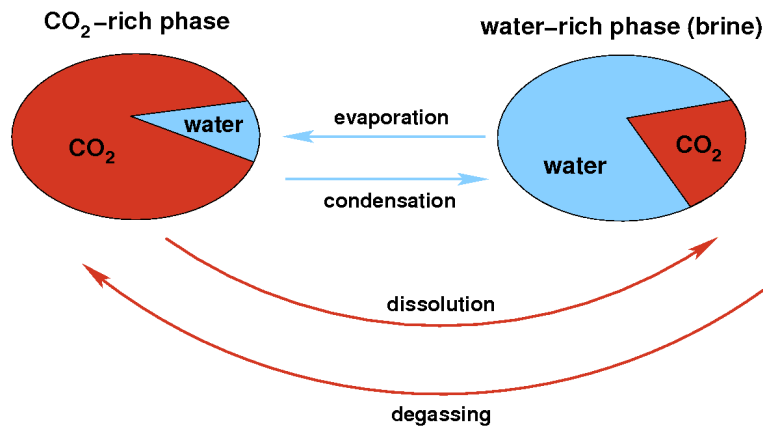 CO₂−rich phase
water−rich phase (brine)
evaporation
water
CO₂
CO₂
water
condensation
dissolution
degassing